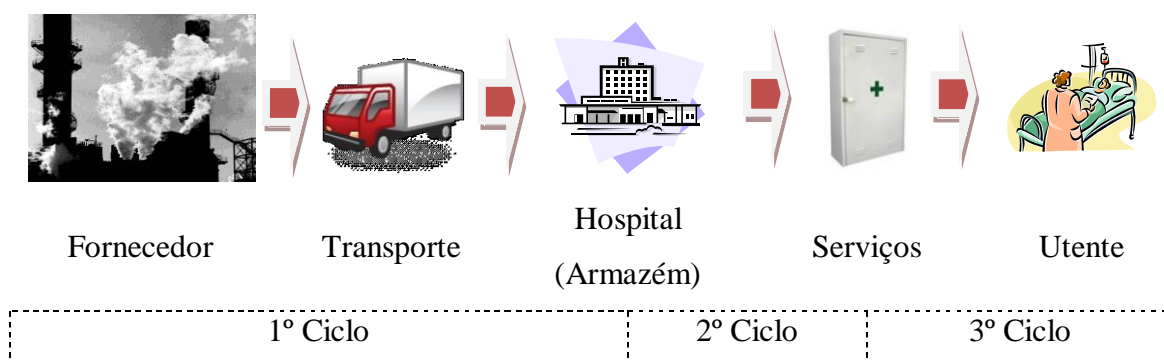 Fornecedor
Transporte
Hospital
(Armazém)
Serviços
Utente
1º Ciclo
2º Ciclo
3º Ciclo